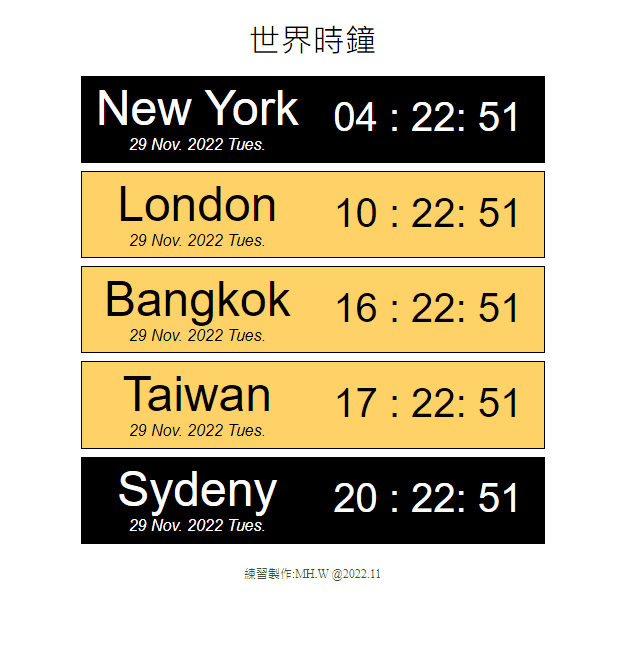 世界時鐘
New York
04 : 22: 51
29 Nov. 2022 Tues.
London
10 : 22: 51
29 Nov. 2022 Tues.
Bangkok
16 : 22: 51
29 Nov. 2022 Tues.
Taiwan
17 : 22: 51
29 Nov. 2022 Tues.
Sydeny
20 : 22: 51
29 Nov. 2022 Tues.
練習製作:MH.W @2022.11